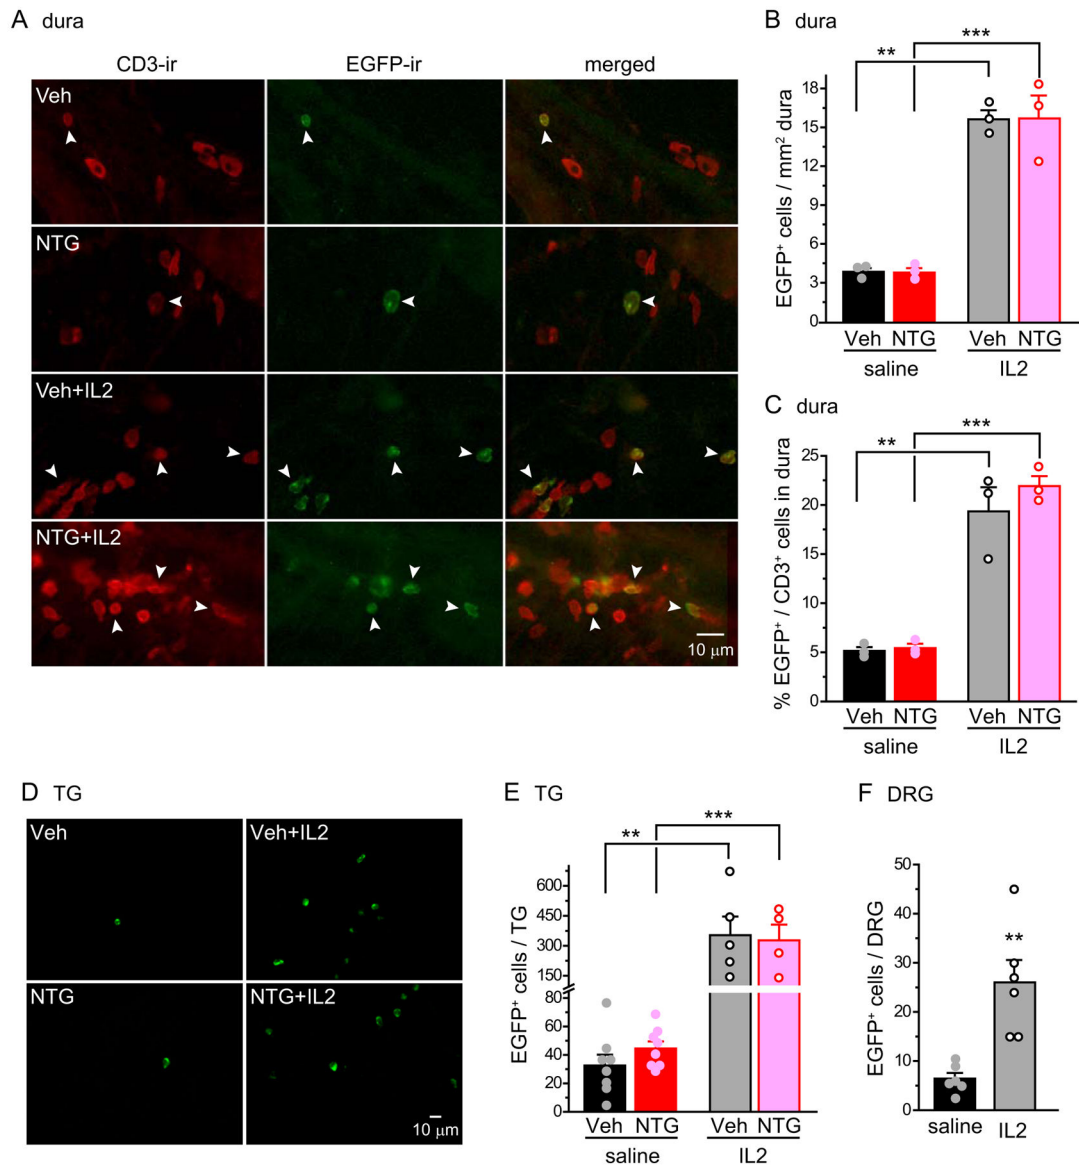 A dura
CD3-ir EGFP-ir merged
Veh
NTG
Veh+IL2
NTG+IL2
10 μm
B dura
EGFP⁺ cells / mm² dura
** ***
18
15
12
9
6
3
0
Veh NTG Veh NTG
saline IL2
C dura
% EGFP⁺ / CD3⁺ cells in dura
** ***
25
20
15
10
5
0
Veh NTG Veh NTG
saline IL2
D TG
Veh Veh+IL2
NTG NTG+IL2
10 μm
E TG
EGFP⁺ cells / TG
** ***
600
450
300
150
80
60
40
20
0
Veh NTG Veh NTG
saline IL2
F DRG
EGFP⁺ cells / DRG
50
40
30
20
10
0
**
saline IL2